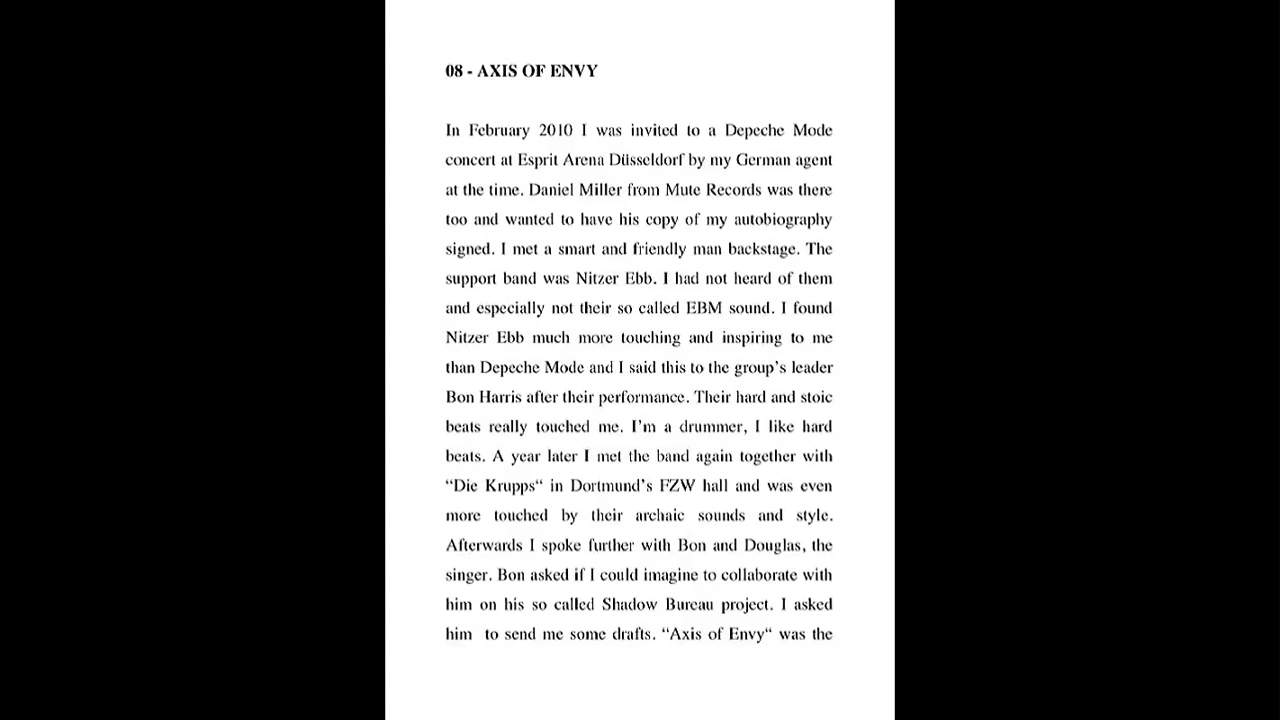 08 - AXIS OF ENVY
In February 2010 I was invited to a Depeche Mode
concert at Esprit Arena Düsseldorf by my German agent
at the time. Daniel Miller from Mute Records was there
too and wanted to have his copy of my autobiography
signed. I met a smart and friendly man backstage. The
support band was Nitzer Ebb. I had not heard of them
and especially not their so called EBM sound. I found
Nitzer Ebb much more touching and inspiring to me
than Depeche Mode and I said this to the group's leader
Bon Harris after their performance. Their hard and stoic
beats really touched me. I'm a drummer, I like hard
beats. A year later I met the band again together with
“Die Krupps“ in Dortmund's FZW hall and was even
more touched by their archaic sounds and style.
Afterwards I spoke further with Bon and Douglas, the
singer. Bon asked if I could imagine to collaborate with
him on his so called Shadow Bureau project. I asked
him  to send me some drafts. “Axis of Envy“ was the